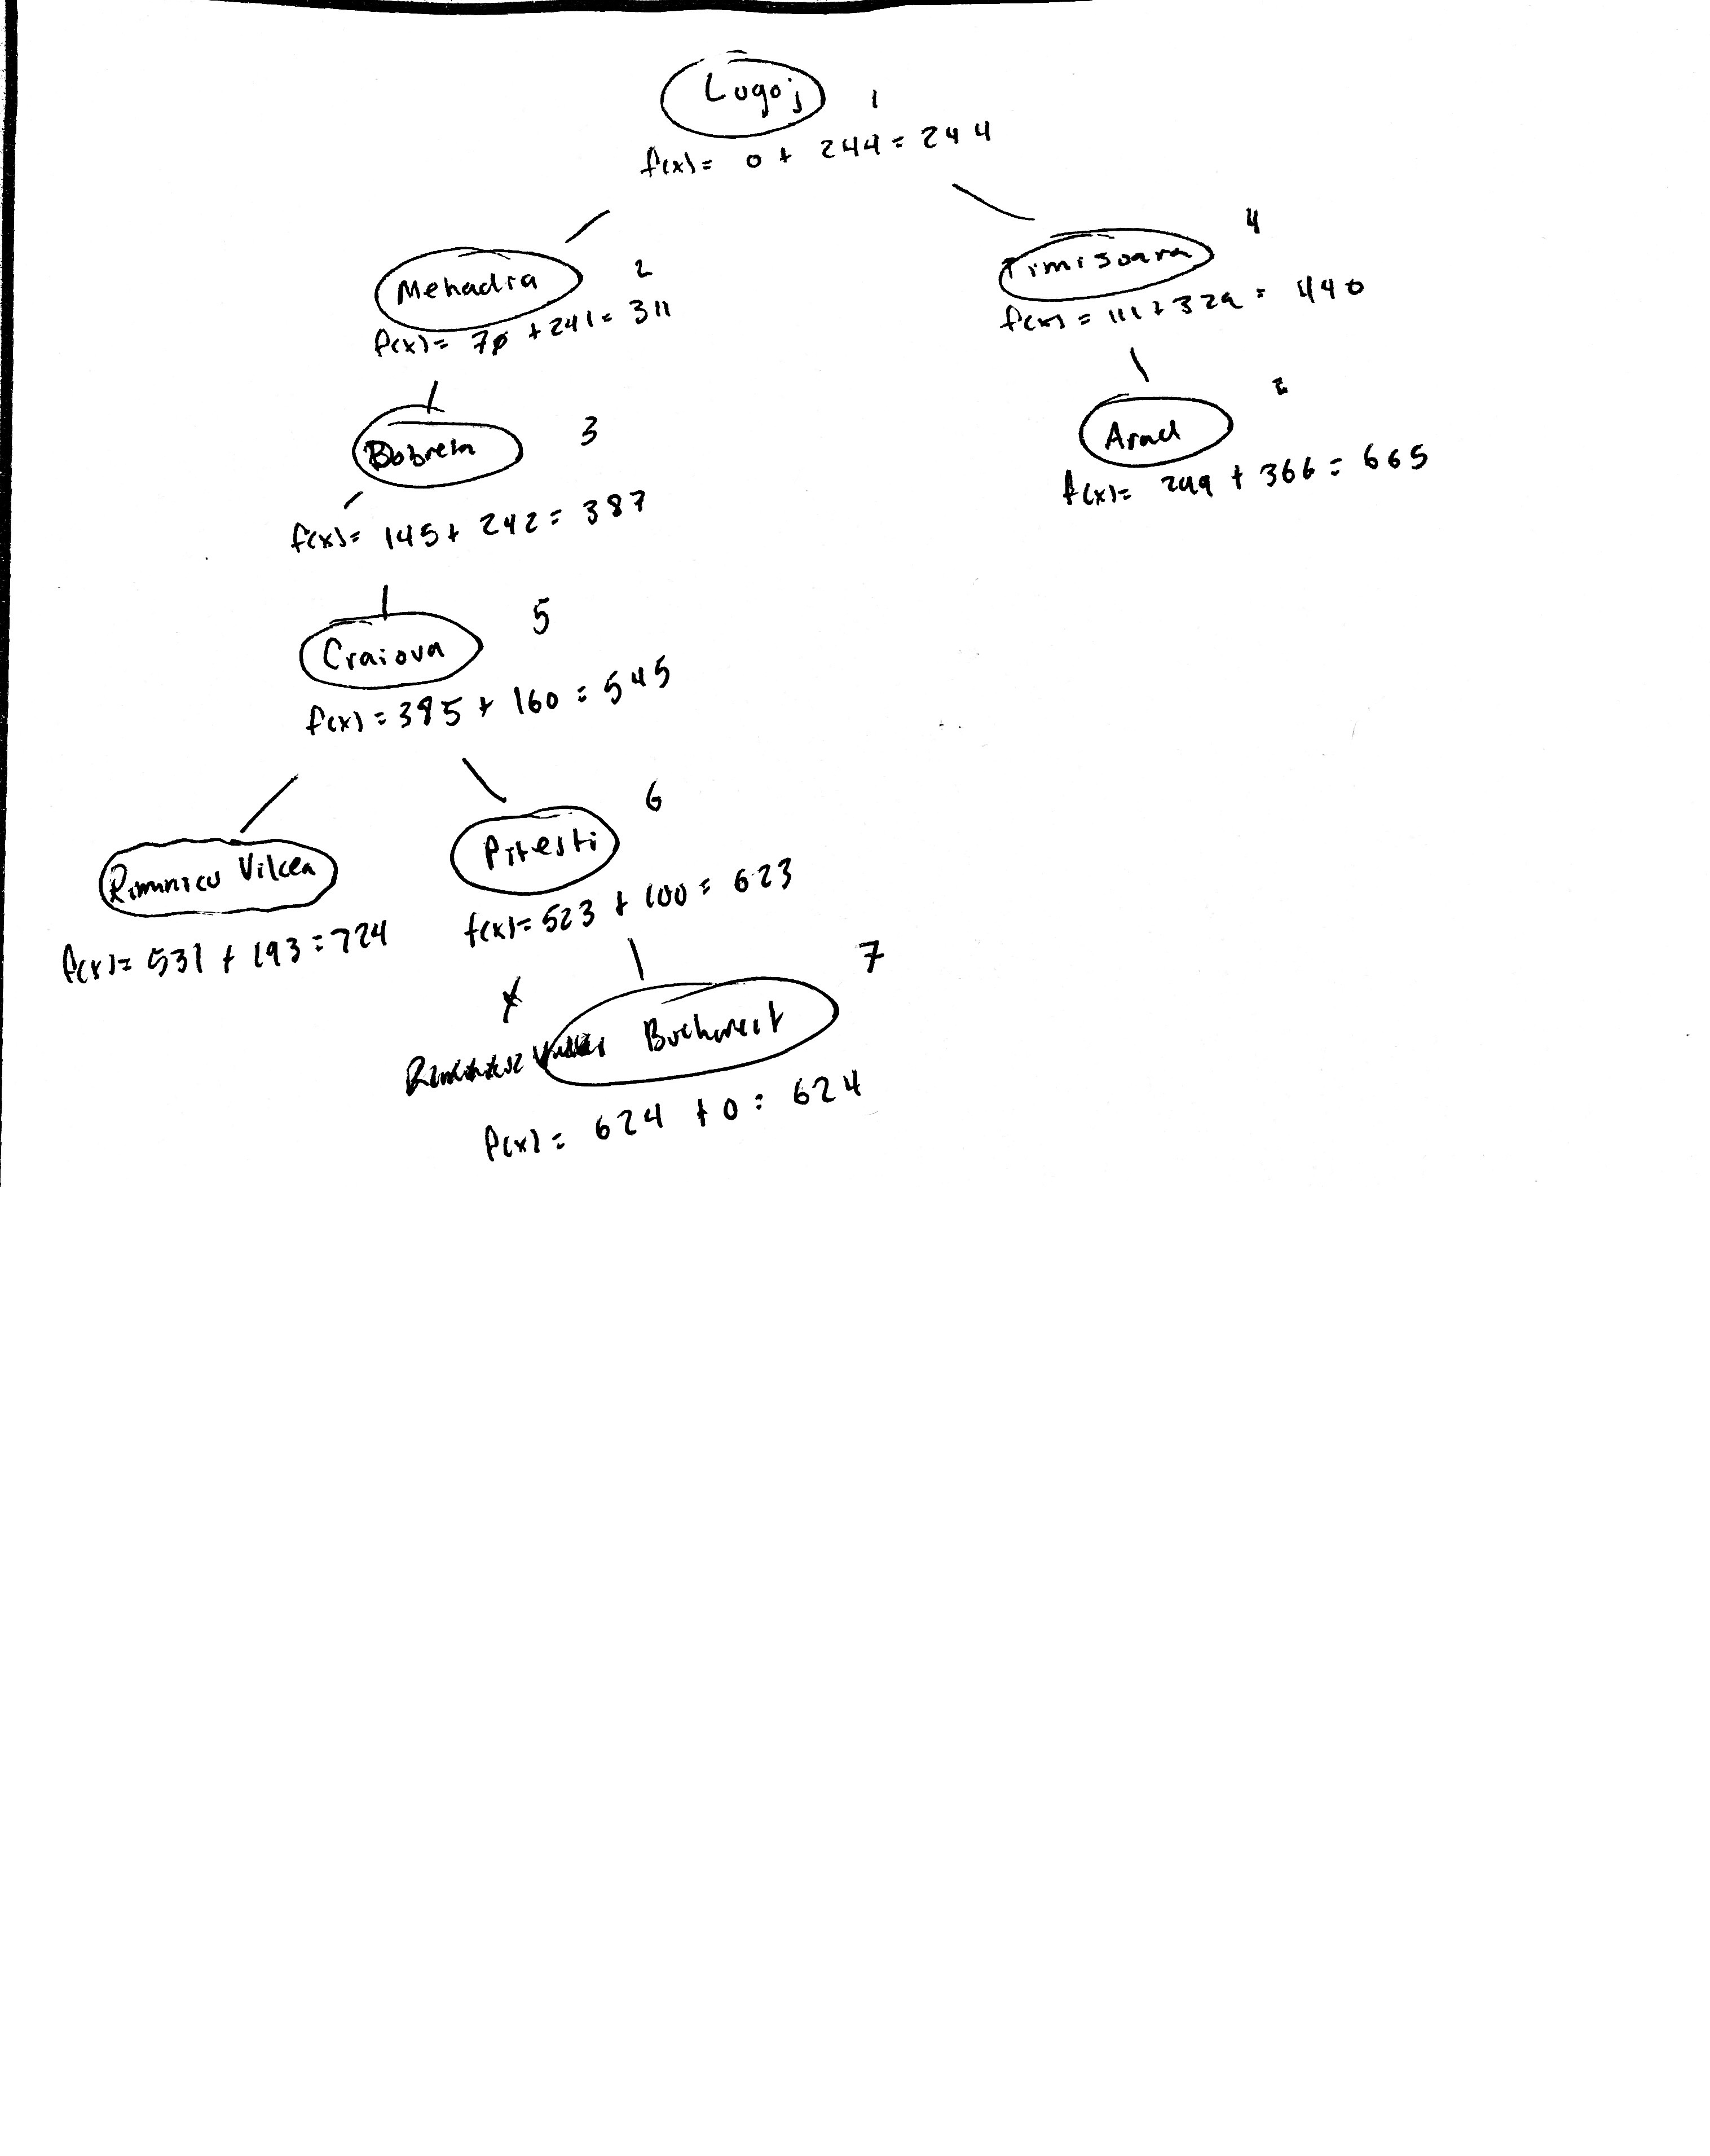 Lugoj 1
f(x) = 0 + 244 = 244
Mehadia 2
f(x) = 70 + 241 = 311
Timisoara 4
f(x) = 111 + 329 = 440
Bobreta 3
f(x) = 145 + 242 = 387
Arad
f(x) = 299 + 366 = 665
Craiova 5
f(x) = 385 + 160 = 545
Rimnicu Vilcea
f(x) = 531 + 193 = 724
Pitesti 6
f(x) = 523 + 100 = 623
Bucharest 7
f(x) = 624 + 0 = 624